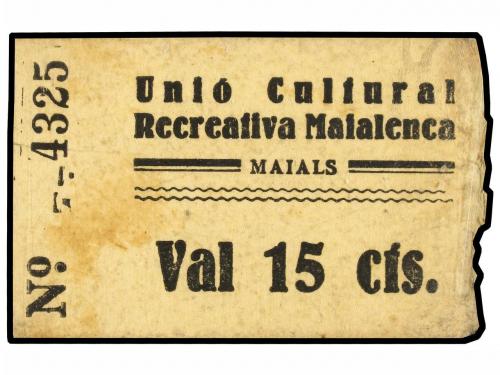 Unió Cultural
Recreativa Maialenca
MAIALS
Val 15 cts.
Nº 4325